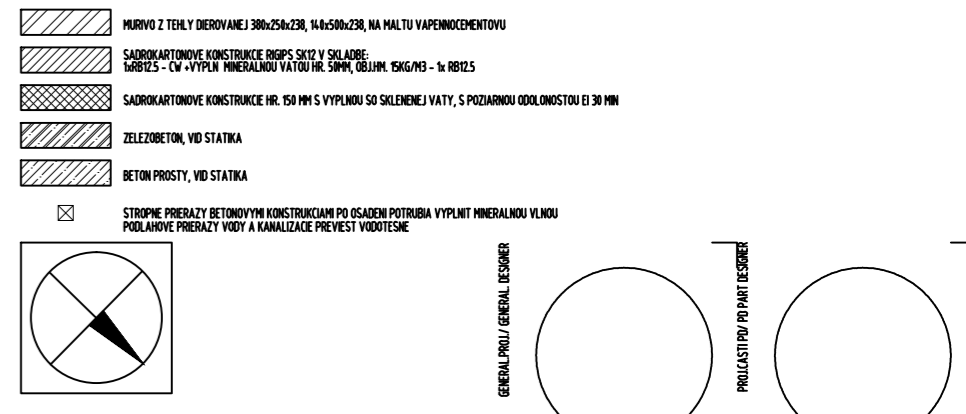 MURIVO Z TEHLY DIEROVANEJ 380x250x238, 140x500x238, NA MALTU VAPENNOCEMENTOVU
SADROKARTONOVE KONSTRUKCIE RIGIPS SK12 V SKLADBE:
1xRB12.5 - CW +VYPLN MINERALNOU VATOU HR. 50MM, OBJ.HM. 15KG/M3 - 1x RB12.5
SADROKARTONOVE KONSTRUKCIE HR. 150 MM S VYPLNOU SO SKLENENEJ VATY, S POZIARNOU ODOLONOSTOU EI 30 MIN
ZELEZOBETON, VID STATIKA
BETON PROSTY, VID STATIKA
STROPNE PRIERAZY BETONOVYMI KONSTRUKCIAMI PO OSADENI POTRUBIA VYPLNIT MINERALNOU VLNOU
PODLAHOVE PRIERAZY VODY A KANALIZACIE PREVIEST VODOTESNE
GENERAL.PROJ./ GENERAL DESIGNER
PROJ.CASTI PD/ PD PART DESIGNER